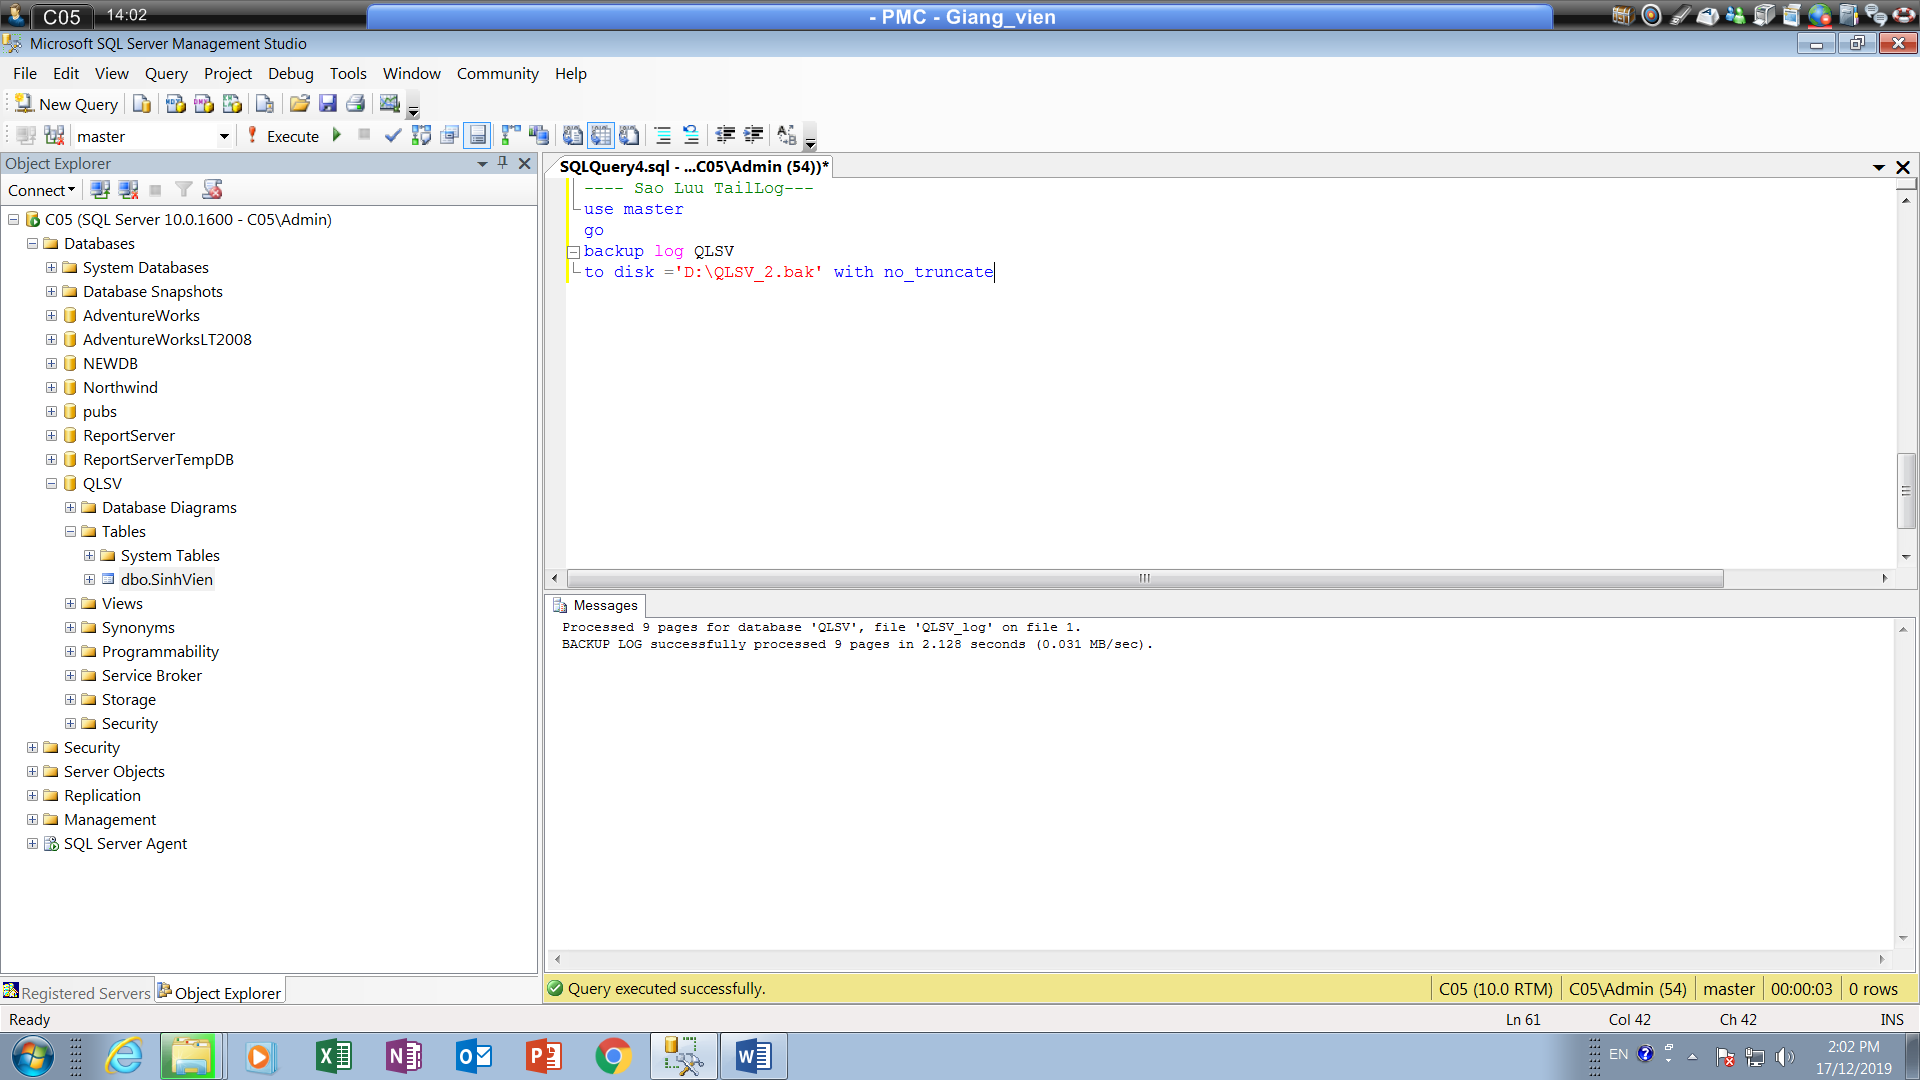 C05
14:02
- PMC - Giang_vien
Microsoft SQL Server Management Studio
File Edit View Query Project Debug Tools Window Community Help
New Query
master
Execute
Object Explorer
Connect
C05 (SQL Server 10.0.1600 - C05\Admin)
Databases
System Databases
Database Snapshots
AdventureWorks
AdventureWorksLT2008
NEWDB
Northwind
pubs
ReportServer
ReportServerTempDB
QLSV
Database Diagrams
Tables
System Tables
dbo.SinhVien
Views
Synonyms
Programmability
Service Broker
Storage
Security
Security
Server Objects
Replication
Management
SQL Server Agent
Registered Servers
Object Explorer
SQLQuery4.sql - ...C05\Admin (54))*
---- Sao Luu TailLog---
use master
go
backup log QLSV
to disk ='D:\QLSV_2.bak' with no_truncate
Messages
Processed 9 pages for database 'QLSV', file 'QLSV_log' on file 1.
BACKUP LOG successfully processed 9 pages in 2.128 seconds (0.031 MB/sec).
Query executed successfully.
C05 (10.0 RTM)
C05\Admin (54)
master
00:00:03
0 rows
Ready
Ln 61
Col 42
Ch 42
INS
EN
2:02 PM
17/12/2019